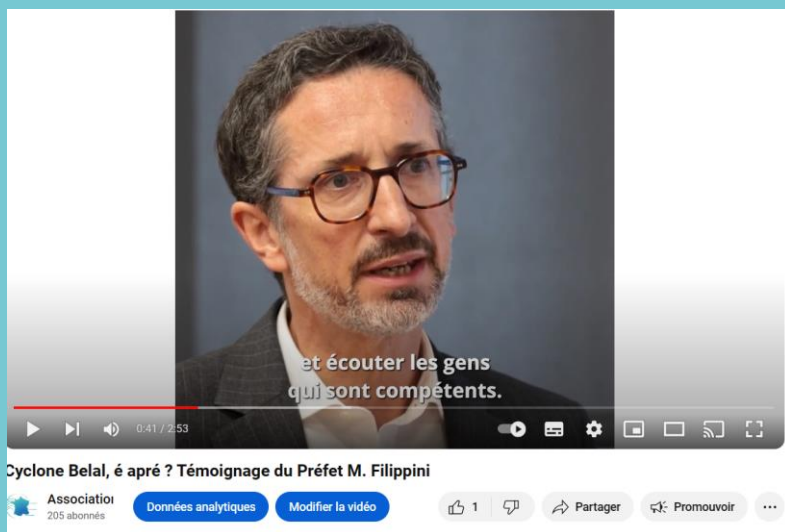 et écouter les gens
qui sont compétents.
0:41 / 2:53
Cyclone Belal, é apré ? Témoignage du Préfet M. Filippini
Association
205 abonnés
Données analytiques
Modifier la vidéo
1
Partager
Promouvoir